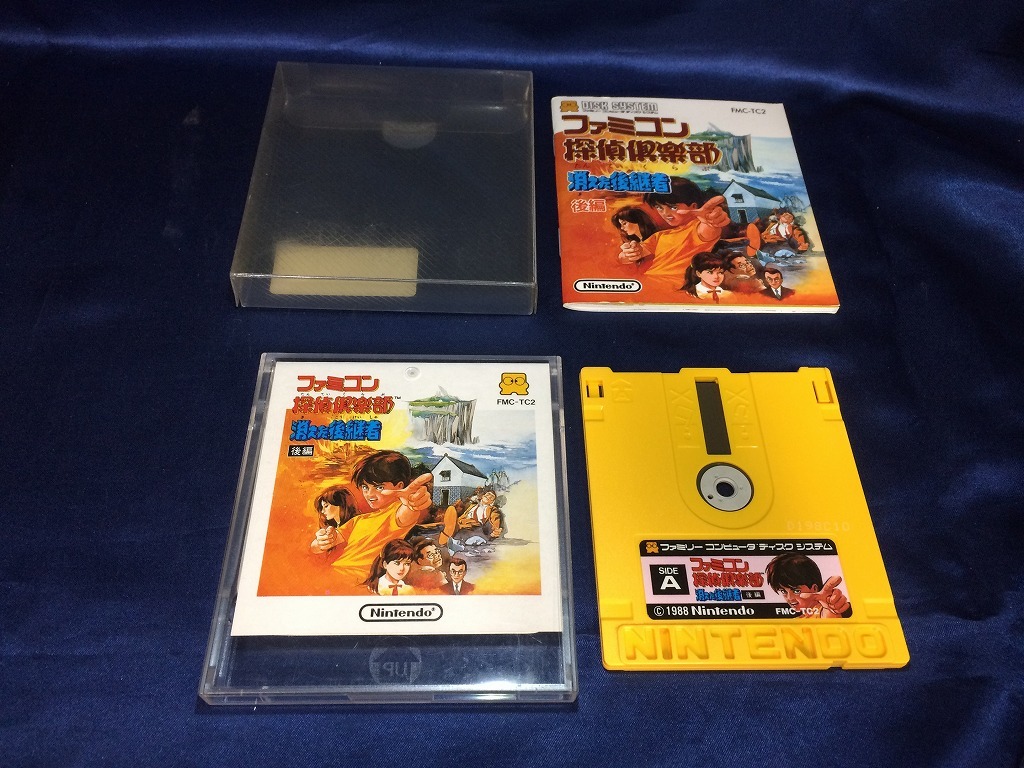 DISK SYSTEM
FMC-TC2
ファミコン
探偵倶楽部
消えた後継者
後編
Nintendo®
ファミコン
探偵倶楽部™
消えた後継者
後編
FMC-TC2
Nintendo®
ファミリー コンピュータ ディスク システム
SIDE
A
ファミコン
探偵倶楽部
消えた後継者 後編
©1988 Nintendo
FMC-TC2
NINTENDO